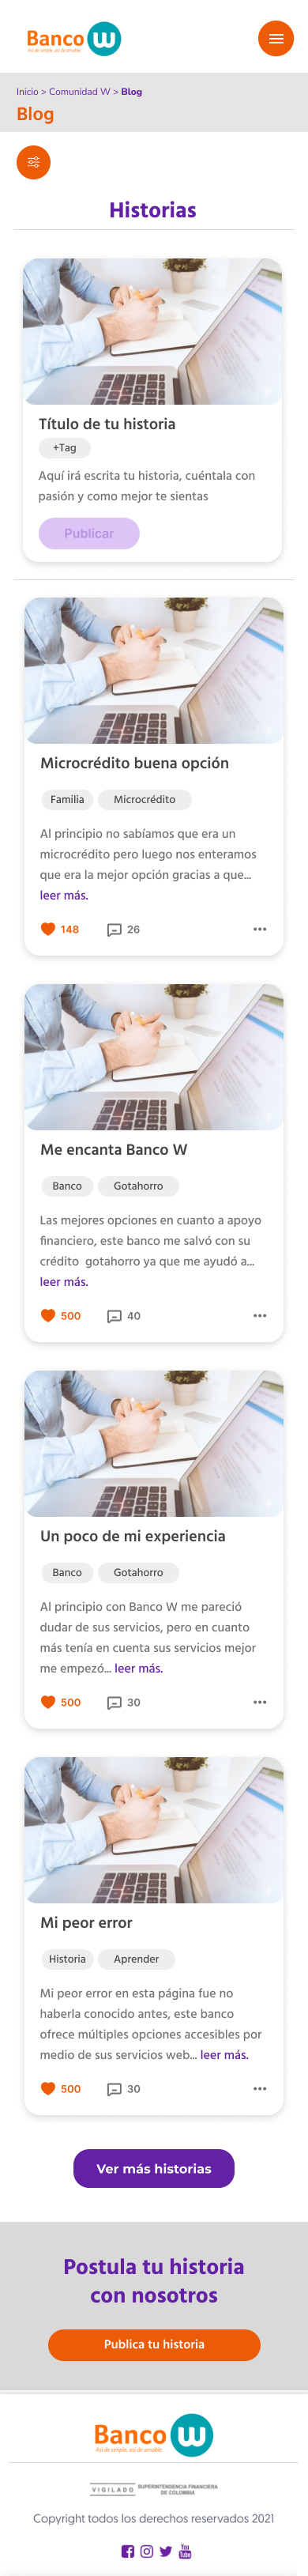 Banco W
Así de simple, así de sencillo.
Inicio > Comunidad W > Blog
Blog
Historias
Título de tu historia
+Tag
Aquí irá escrita tu historia, cuéntala con
pasión y como mejor te sientas
Publicar
Microcrédito buena opción
Familia Microcrédito
Al principio no sabíamos que era un
microcrédito pero luego nos enteramos
que era la mejor opción gracias a que...
leer más.
148 26
Me encanta Banco W
Banco Gotahorro
Las mejores opciones en cuanto a apoyo
financiero, este banco me salvó con su
crédito gotahorro ya que me ayudó a...
leer más.
500 40
Un poco de mi experiencia
Banco Gotahorro
Al principio con Banco W me pareció
dudar de sus servicios, pero en cuanto
más tenía en cuenta sus servicios mejor
me empezó... leer más.
500 30
Mi peor error
Historia Aprender
Mi peor error en esta página fue no
haberla conocido antes, este banco
ofrece múltiples opciones accesibles por
medio de sus servicios web... leer más.
500 30
Ver más historias
Postula tu historia
con nosotros
Publica tu historia
Banco W
Así de simple, así de sencillo.
VIGILADO SUPERINTENDENCIA FINANCIERA
DE COLOMBIA
Copyright todos los derechos reservados 2021
You
Tube